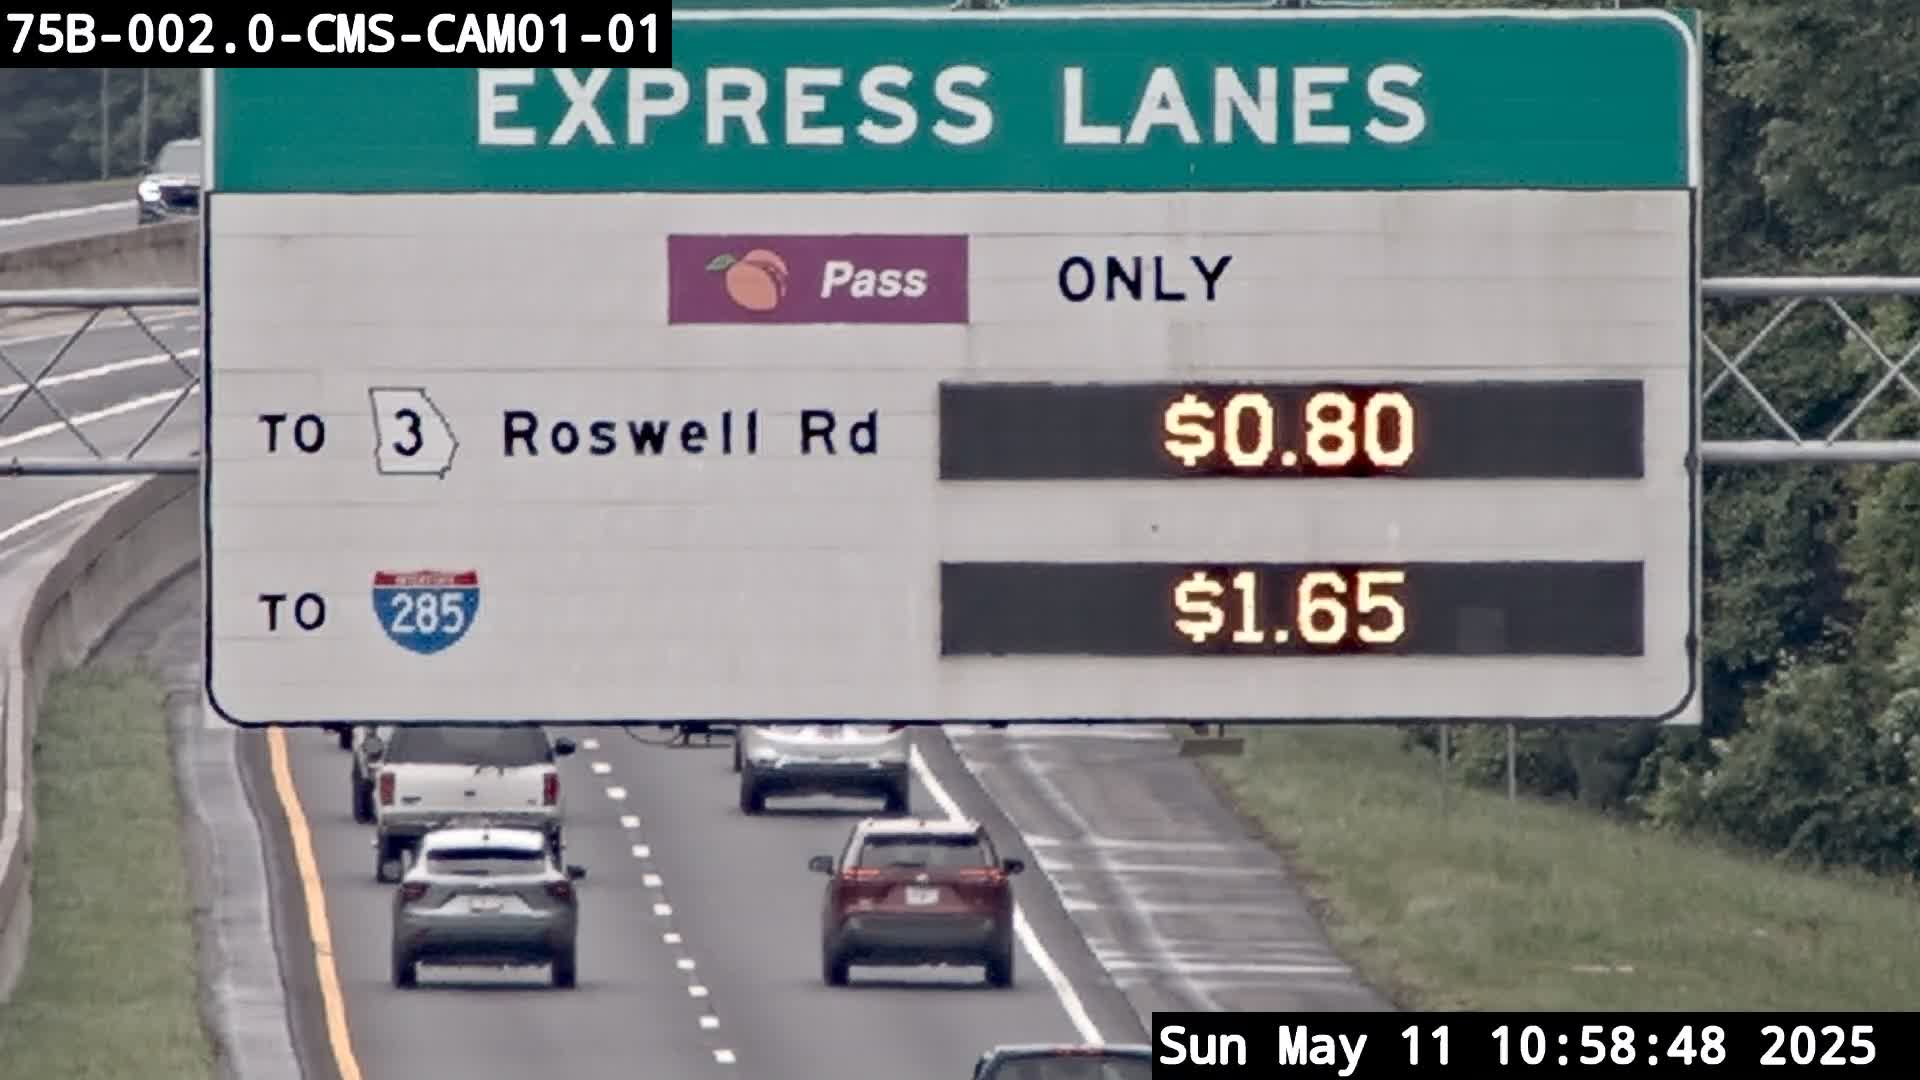 75B-002.0-CMS-CAM01-01
EXPRESS LANES
Pass ONLY
TO 3 Roswell Rd $0.80
TO INTERSTATE 285 $1.65
Sun May 11 10:58:48 2025